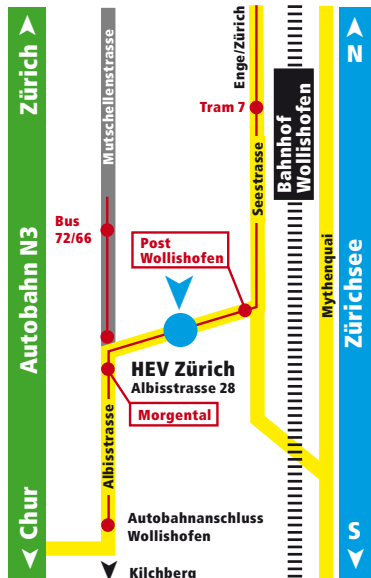 Zürich
Autobahn N3
Chur
Mutschellenstrasse
Enge/Zürich
Tram 7
Seestrasse
Bahnhof
Wollishofen
N
Bus
72/66
Post
Wollishofen
Mythenquai
Zürichsee
HEV Zürich
Albisstrasse 28
Morgental
Albisstrasse
Autobahnanschluss
Wollishofen
S
Kilchberg